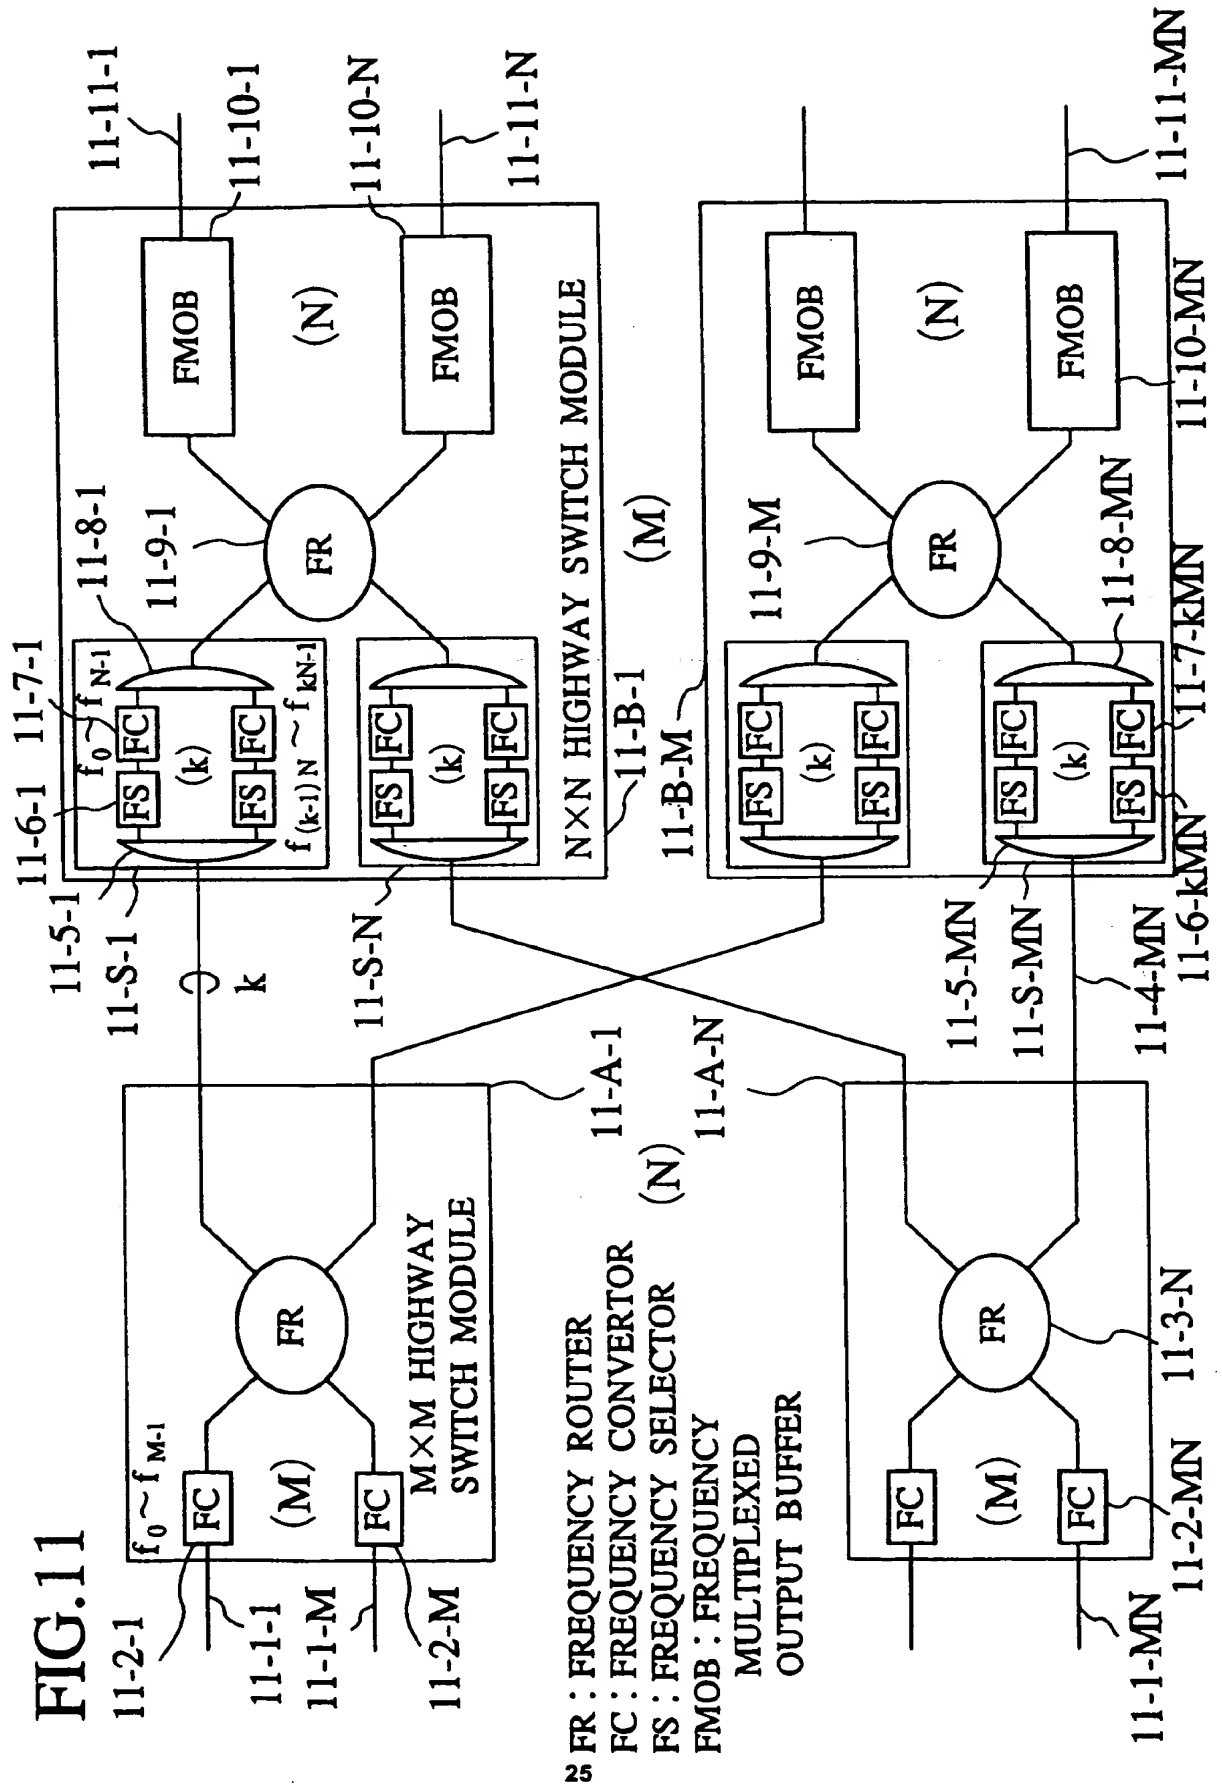 FIG.11
11-2-1
11-1-1
11-1-M
11-2-M
f0~fM-1
FC
(M)
FC
M×M HIGHWAY
SWITCH MODULE
FR
11-A-1
(N)
11-A-N
k
11-5-1
11-S-1
11-S-N
11-6-1
11-7-1
f0~fN-1
11-8-1
11-9-1
FS
FC
(k)
FS
FC
f(k-1)N~fkN-1
FS
FC
(k)
FS
FC
FR
FMOB
(N)
FMOB
11-11-1
11-10-1
11-10-N
11-11-N
N×N HIGHWAY SWITCH MODULE
11-B-1
(M)
11-B-M
11-9-M
FS
FC
(k)
FS
FC
FS
FC
(k)
FS
FC
FR
FMOB
(N)
FMOB
11-8-MN
11-7-kMN
11-6-kMN
11-5-MN
11-S-MN
11-4-MN
11-10-MN
11-11-MN
FR : FREQUENCY ROUTER
FC : FREQUENCY CONVERTOR
FS : FREQUENCY SELECTOR
FMOB : FREQUENCY
MULTIPLEXED
OUTPUT BUFFER
FC
(M)
FC
FR
11-3-N
11-2-MN
11-1-MN
25